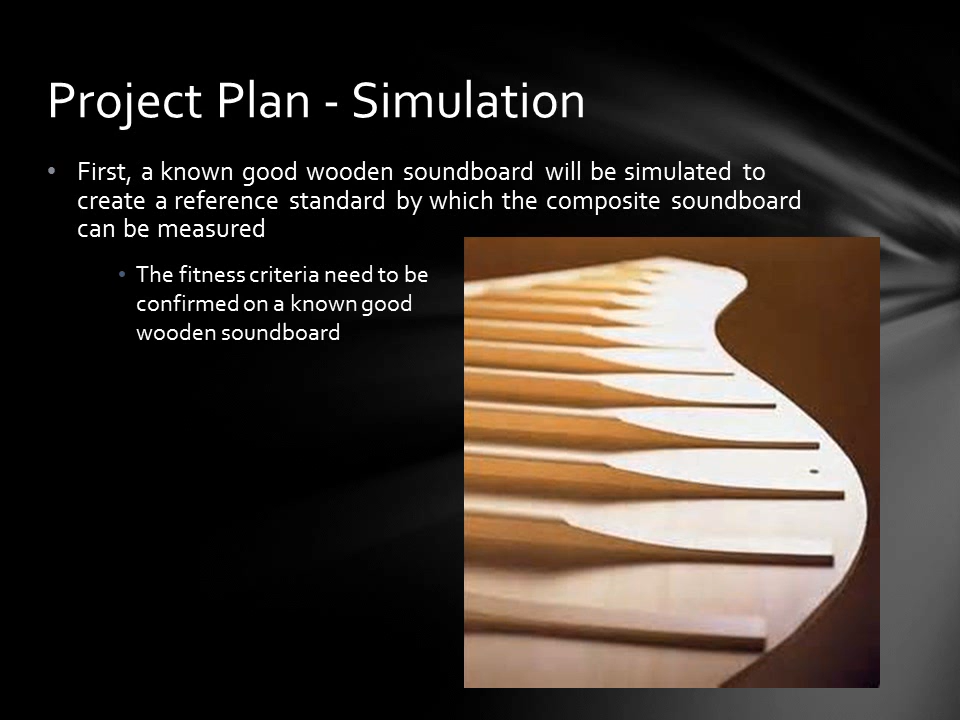 Project Plan - Simulation
• First, a known good wooden soundboard will be simulated to
create a reference standard by which the composite soundboard
can be measured
• The fitness criteria need to be
confirmed on a known good
wooden soundboard